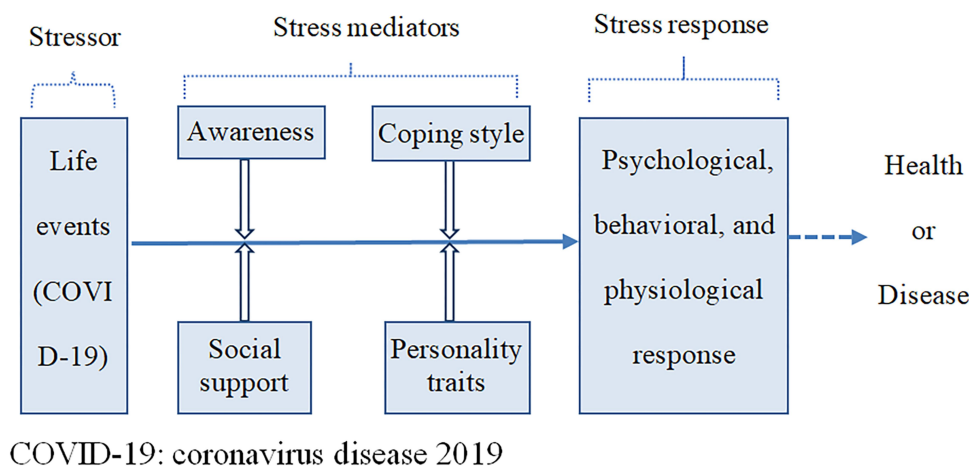 Stressor
Stress mediators
Stress response
Life
events
(COVI
D-19)
Awareness
Coping style
Social
support
Personality
traits
Psychological,
behavioral, and
physiological
response
Health
or
Disease
COVID-19: coronavirus disease 2019